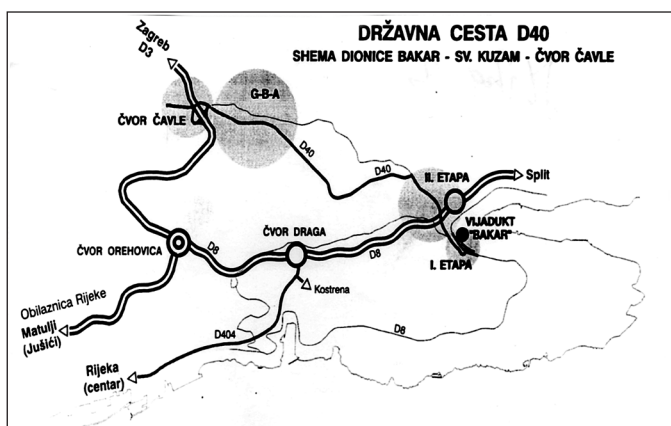 DRŽAVNA CESTA D40
SHEMA DIONICE BAKAR - SV. KUZAM - ČVOR ČAVLE
Zagreb
D3
G-B-A
ČVOR ČAVLE
D40
D40
II. ETAPA
Split
VIJADUKT
"BAKAR"
I. ETAPA
ČVOR DRAGA
ČVOR OREHOVICA
D8
D8
Kostrena
Obilaznica Rijeke
Matulji
(Jušići)
D404
D8
Rijeka
(centar)